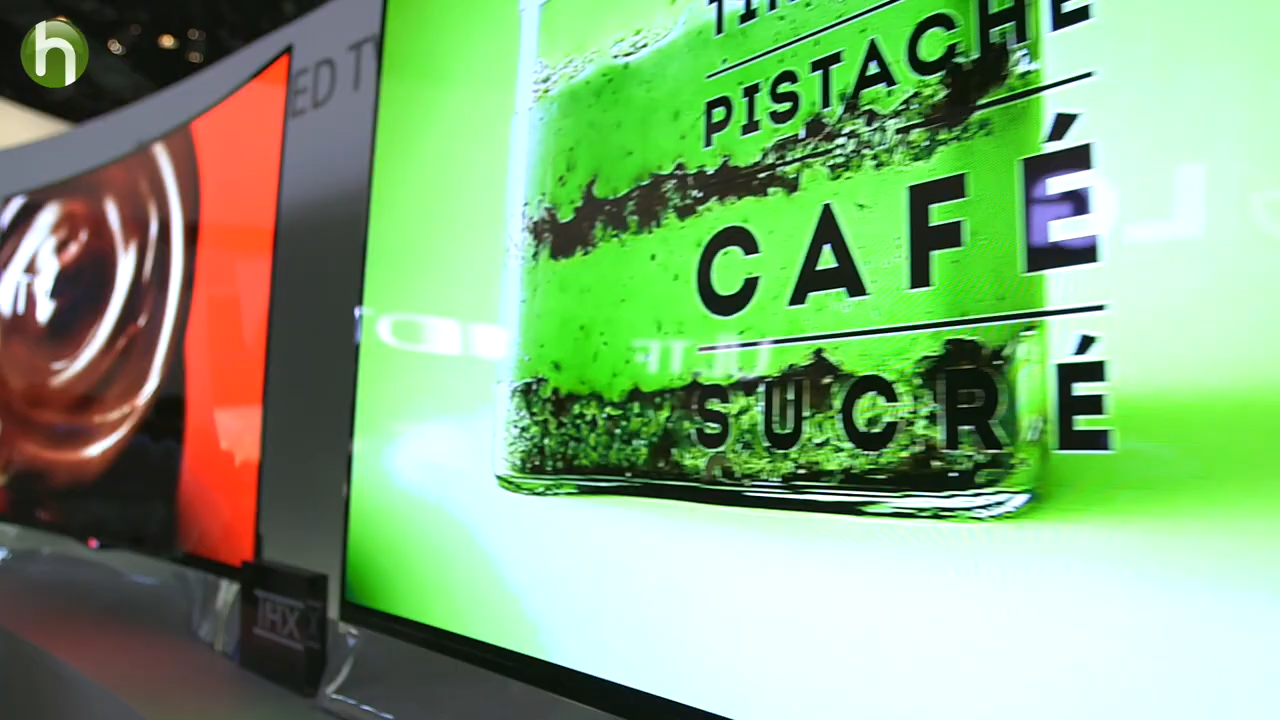 h
ED TV
PISTACHE
CAFÉ
SUCRÉ
THX